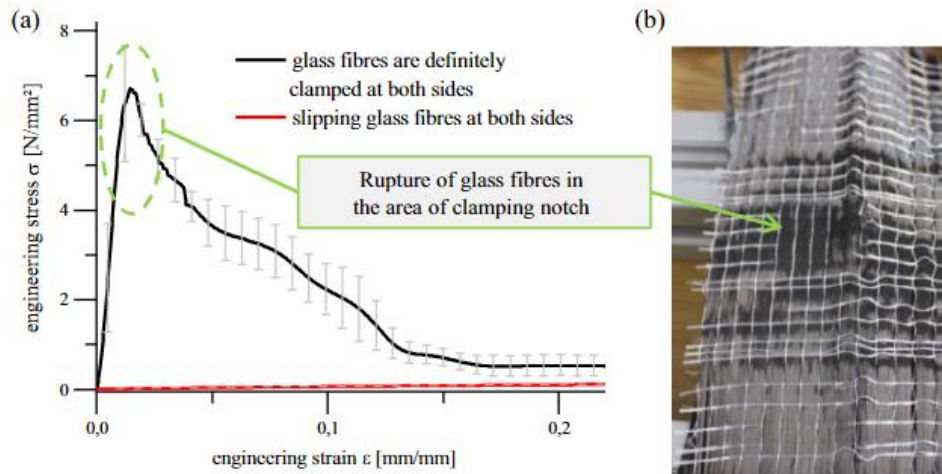 (a)
8
6
4
2
0
engineering stress σ [N/mm²]
glass fibres are definitely
clamped at both sides
slipping glass fibres at both sides
Rupture of glass fibres in
the area of clamping notch
0,0
0,1
0,2
engineering strain ε [mm/mm]
(b)